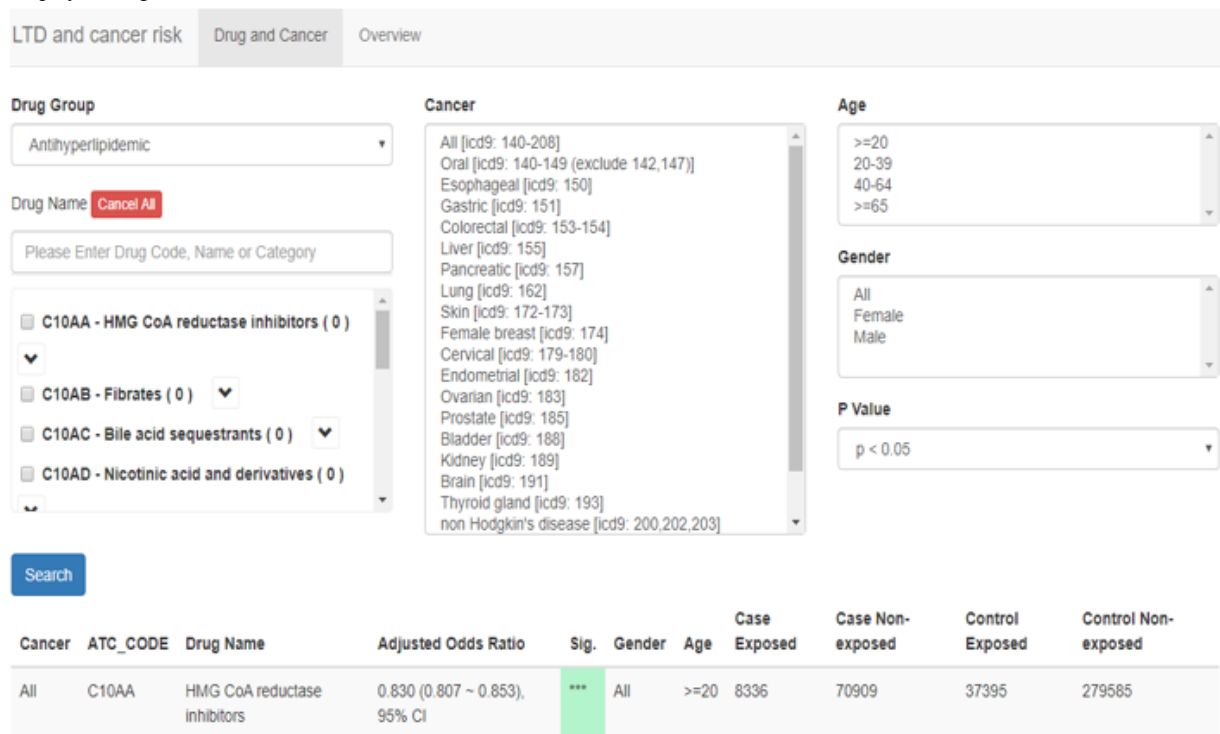 LTD and cancer risk Drug and Cancer Overview
Drug Group
Antihyperlipidemic
Drug Name Cancel All
Please Enter Drug Code, Name or Category
C10AA - HMG CoA reductase inhibitors ( 0 )
C10AB - Fibrates ( 0 )
C10AC - Bile acid sequestrants ( 0 )
C10AD - Nicotinic acid and derivatives ( 0 )
Cancer
All [icd9: 140-208]
Oral [icd9: 140-149 (exclude 142,147)]
Esophageal [icd9: 150]
Gastric [icd9: 151]
Colorectal [icd9: 153-154]
Liver [icd9: 155]
Pancreatic [icd9: 157]
Lung [icd9: 162]
Skin [icd9: 172-173]
Female breast [icd9: 174]
Cervical [icd9: 179-180]
Endometrial [icd9: 182]
Ovarian [icd9: 183]
Prostate [icd9: 185]
Bladder [icd9: 188]
Kidney [icd9: 189]
Brain [icd9: 191]
Thyroid gland [icd9: 193]
non Hodgkin's disease [icd9: 200,202,203]
Age
>=20
20-39
40-64
>=65
Gender
All
Female
Male
P Value
p < 0.05
Search
Cancer ATC_CODE Drug Name Adjusted Odds Ratio Sig. Gender Age Case Exposed Case Non-exposed Control Exposed Control Non-exposed
All C10AA HMG CoA reductase inhibitors 0.830 (0.807 ~ 0.853), 95% CI *** All >=20 8336 70909 37395 279585